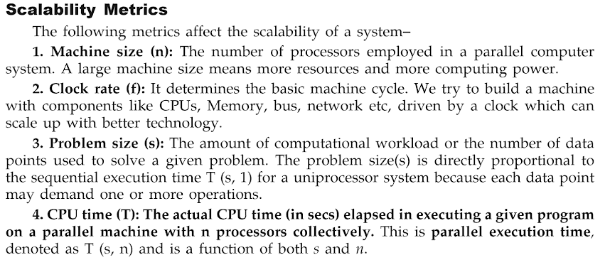 Scalability Metrics
The following metrics affect the scalability of a system–
1. Machine size (n): The number of processors employed in a parallel computer
system. A large machine size means more resources and more computing power.
2. Clock rate (f): It determines the basic machine cycle. We try to build a machine
with components like CPUs, Memory, bus, network etc, driven by a clock which can
scale up with better technology.
3. Problem size (s): The amount of computational workload or the number of data
points used to solve a given problem. The problem size(s) is directly proportional to
the sequential execution time T (s, 1) for a uniprocessor system because each data point
may demand one or more operations.
4. CPU time (T): The actual CPU time (in secs) elapsed in executing a given program
on a parallel machine with n processors collectively. This is parallel execution time,
denoted as T (s, n) and is a function of both s and n.